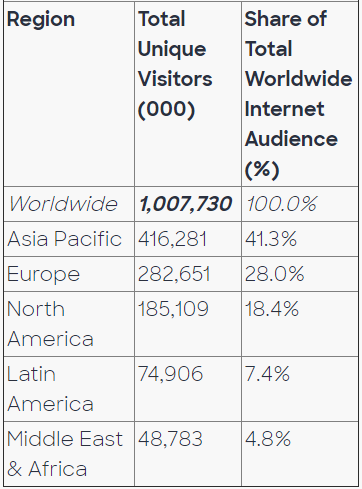 Region Total Unique Visitors (000) Share of Total Worldwide Internet Audience (%)
Worldwide 1,007,730 100.0%
Asia Pacific 416,281 41.3%
Europe 282,651 28.0%
North America 185,109 18.4%
Latin America 74,906 7.4%
Middle East & Africa 48,783 4.8%